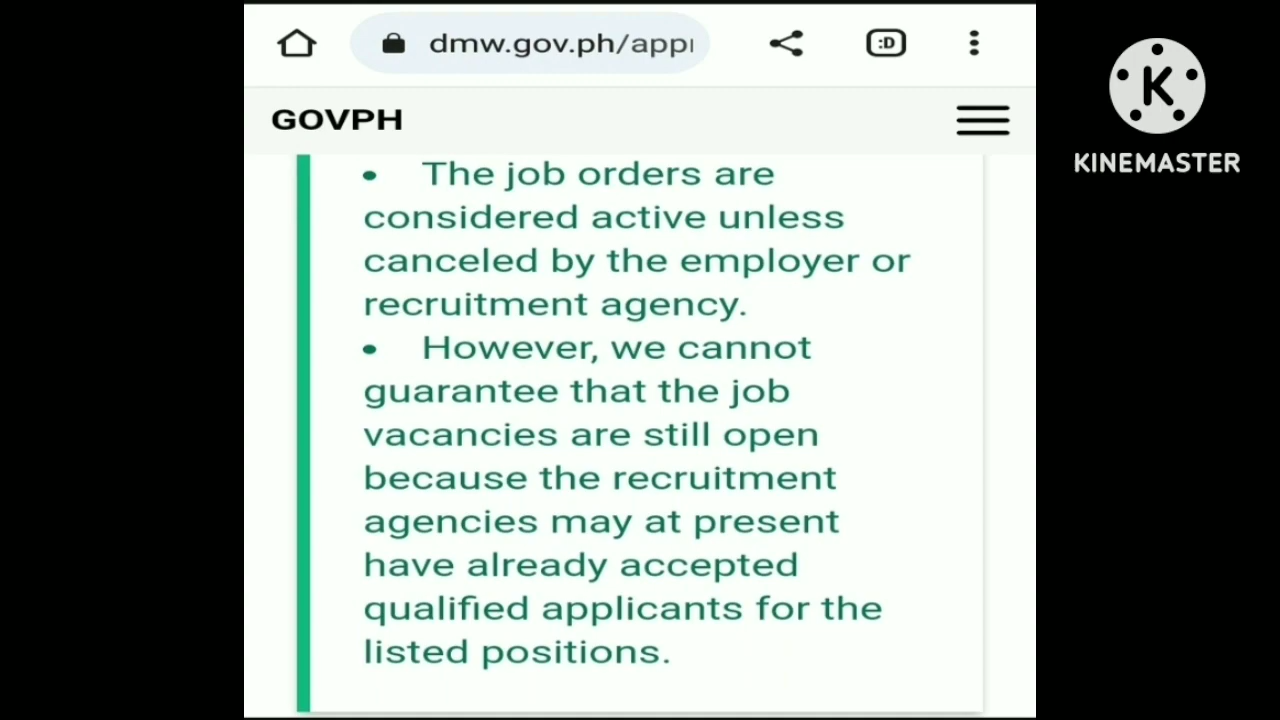 dmw.gov.ph/appr
:D
GOVPH
K
KINEMASTER
• The job orders are
considered active unless
canceled by the employer or
recruitment agency.
• However, we cannot
guarantee that the job
vacancies are still open
because the recruitment
agencies may at present
have already accepted
qualified applicants for the
listed positions.